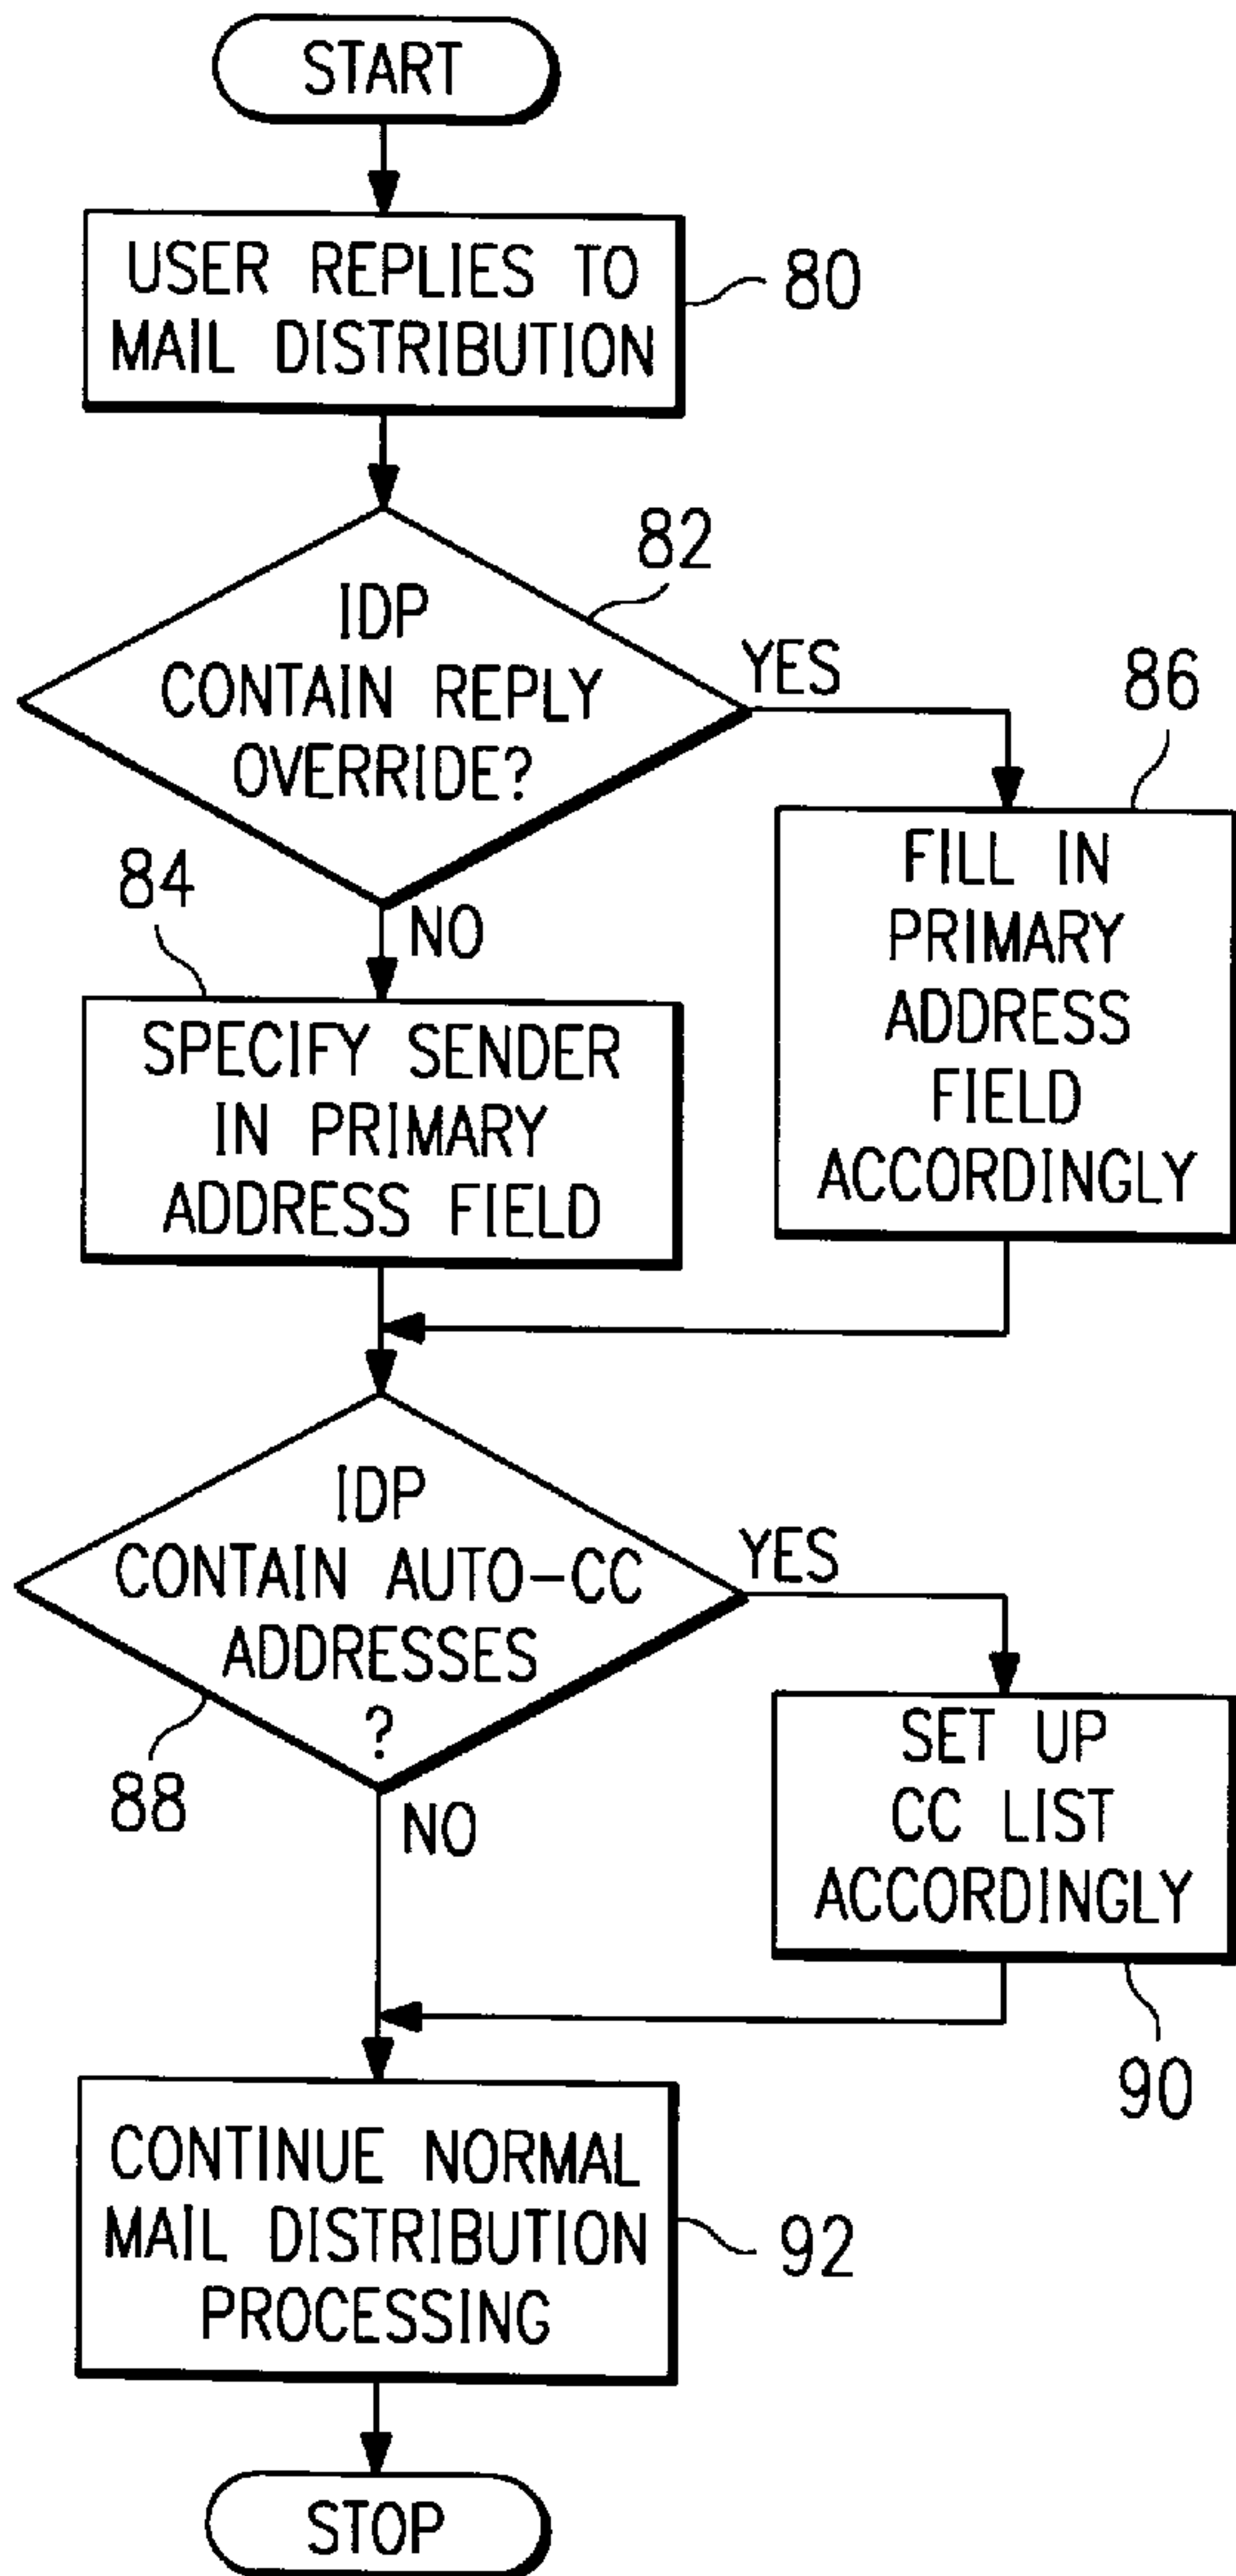 START
USER REPLIES TO
MAIL DISTRIBUTION
80
82
IDP
CONTAIN REPLY
OVERRIDE?
YES
86
84
NO
FILL IN
PRIMARY
ADDRESS
FIELD
ACCORDINGLY
SPECIFY SENDER
IN PRIMARY
ADDRESS FIELD
IDP
CONTAIN AUTO-CC
ADDRESSES
?
YES
88
NO
SET UP
CC LIST
ACCORDINGLY
90
CONTINUE NORMAL
MAIL DISTRIBUTION
PROCESSING
92
STOP